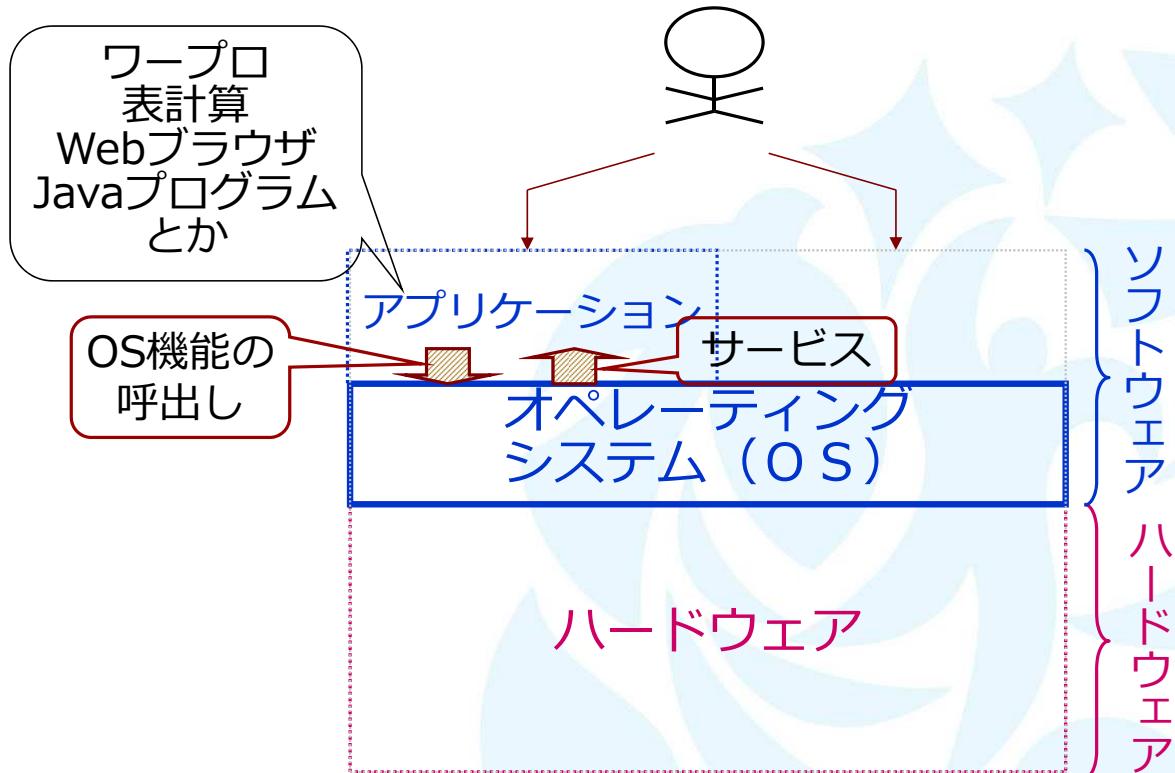 ワープロ
表計算
Webブラウザ
Javaプログラム
とか
アプリケーション
OS機能の
呼出し
サービス
オペレーティング
システム（ＯＳ）
ハードウェア
ソフトウェア
ハードウェア